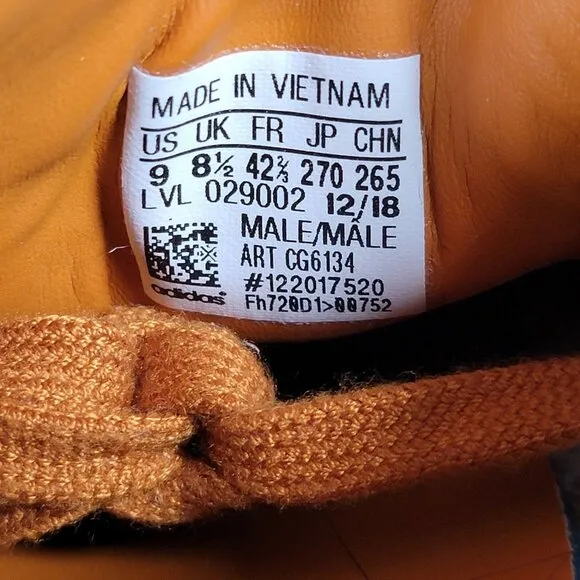 MADE IN VIETNAM
US UK FR JP CHN
9 8½ 42⅔ 270 265
LVL 029002 12/18
MALE/MÂLE
ART CG6134
#122017520
adidas Fh720D1>00752